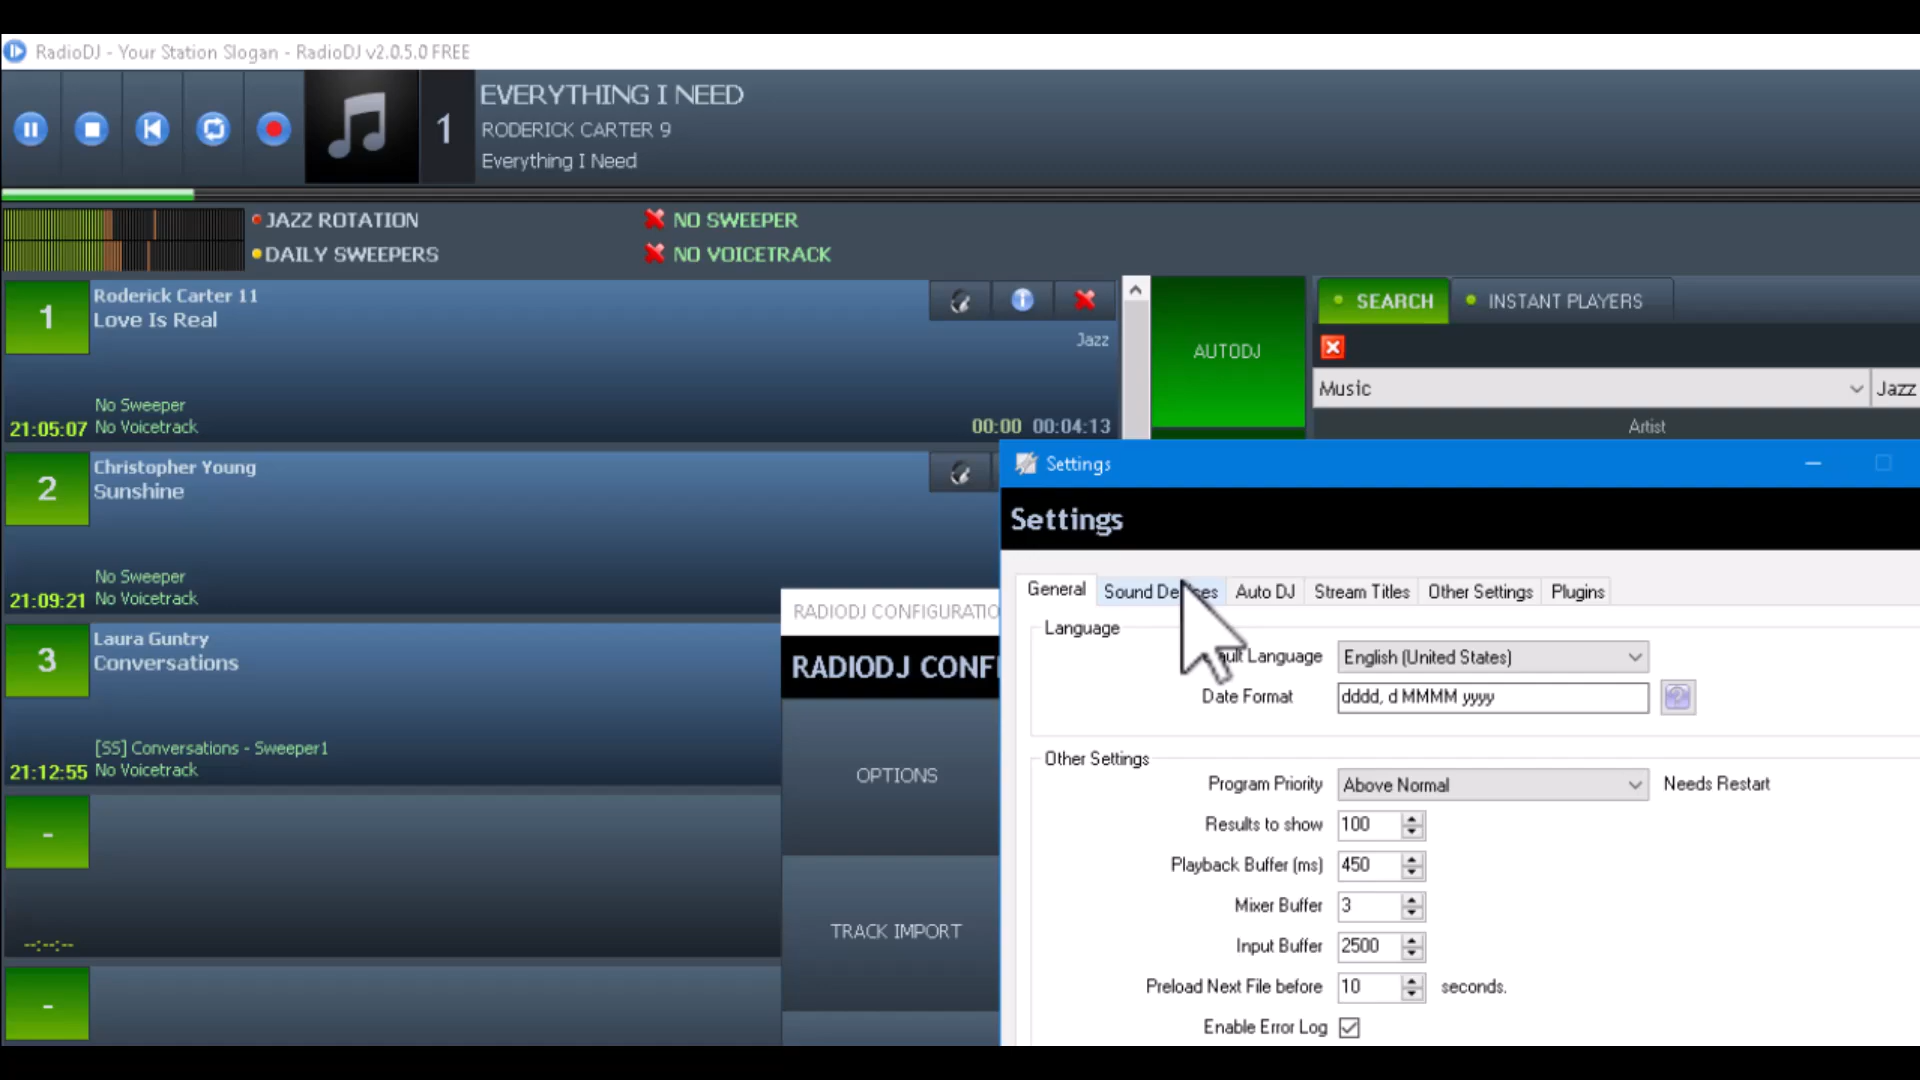 RadioDJ - Your Station Slogan - RadioDJ v2.0.5.0 FREE
1
EVERYTHING I NEED
RODERICK CARTER 9
Everything I Need
JAZZ ROTATION
NO SWEEPER
DAILY SWEEPERS
NO VOICETRACK
1
Roderick Carter 11
Love Is Real
Jazz
No Sweeper
21:05:07 No Voicetrack
00:00 00:04:13
2
Christopher Young
Sunshine
No Sweeper
21:09:21 No Voicetrack
3
Laura Guntry
Conversations
[SS] Conversations - Sweeper1
21:12:55 No Voicetrack
-
--:--:--
-
AUTODJ
SEARCH
INSTANT PLAYERS
Music
Jazz
Artist
RADIODJ CONFIGURATIO
RADIODJ CONF
OPTIONS
TRACK IMPORT
Settings
Settings
General Sound Devices Auto DJ Stream Titles Other Settings Plugins
Language
Language English (United States)
Date Format dddd, d MMMM yyyy
Other Settings
Program Priority Above Normal Needs Restart
Results to show 100
Playback Buffer (ms) 450
Mixer Buffer 3
Input Buffer 2500
Preload Next File before 10 seconds.
Enable Error Log